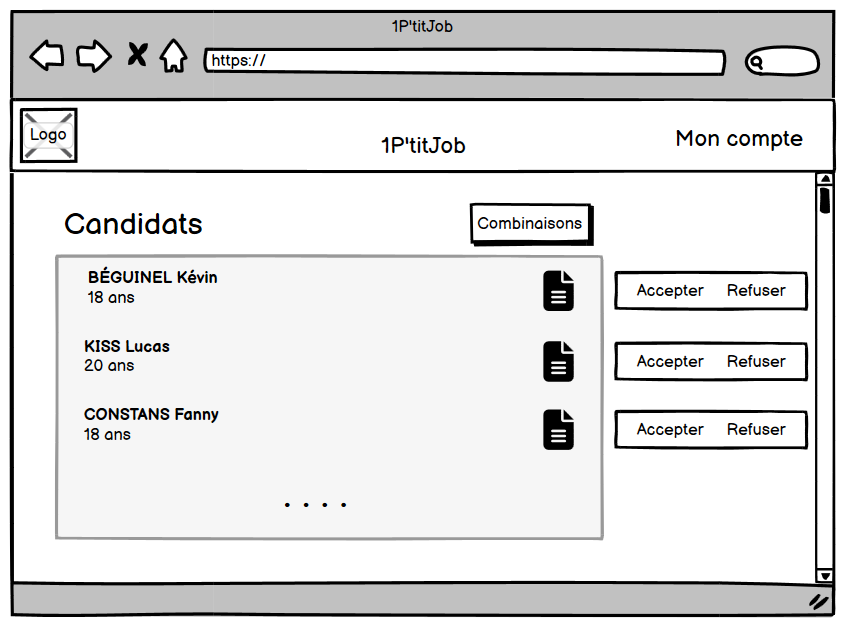 1P'titJob
https://
Logo
1P'titJob
Mon compte
Candidats
Combinaisons
BÉGUINEL Kévin
18 ans
Accepter Refuser
KISS Lucas
20 ans
Accepter Refuser
CONSTANS Fanny
18 ans
Accepter Refuser
. . . .